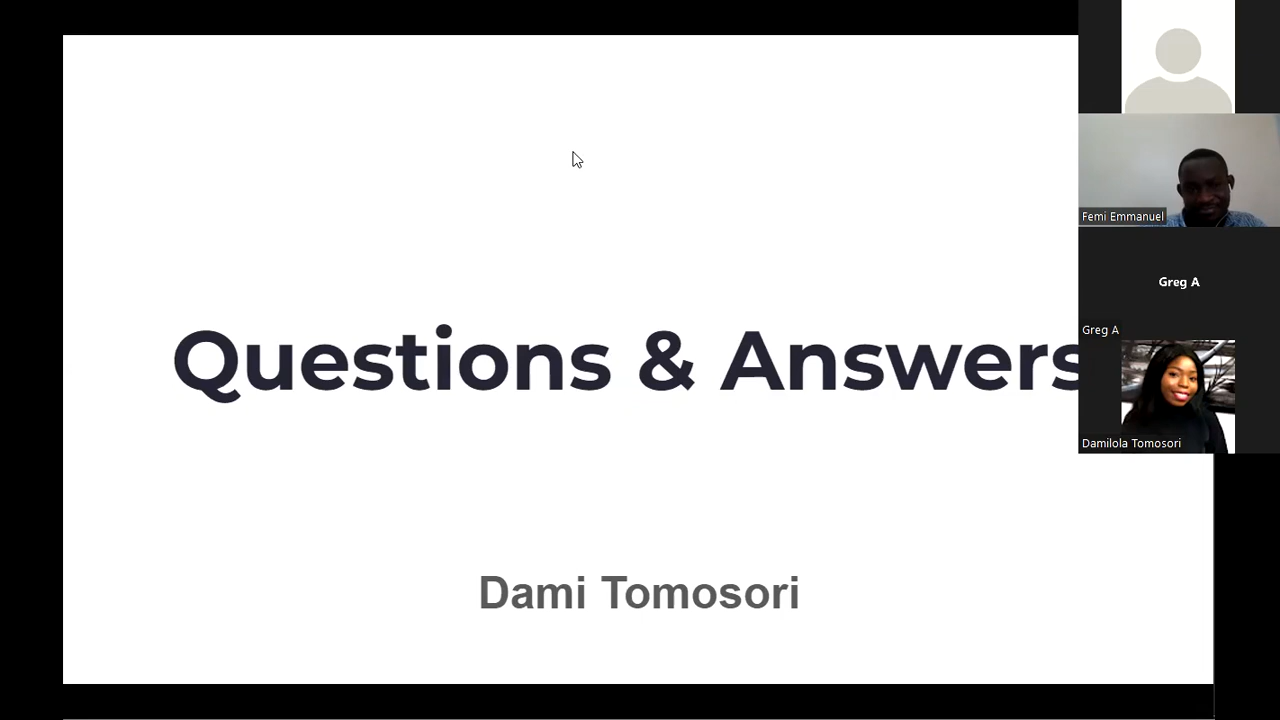 Questions & Answers
Dami Tomosori
Femi Emmanuel
Greg A
Greg A
Damilola Tomosori